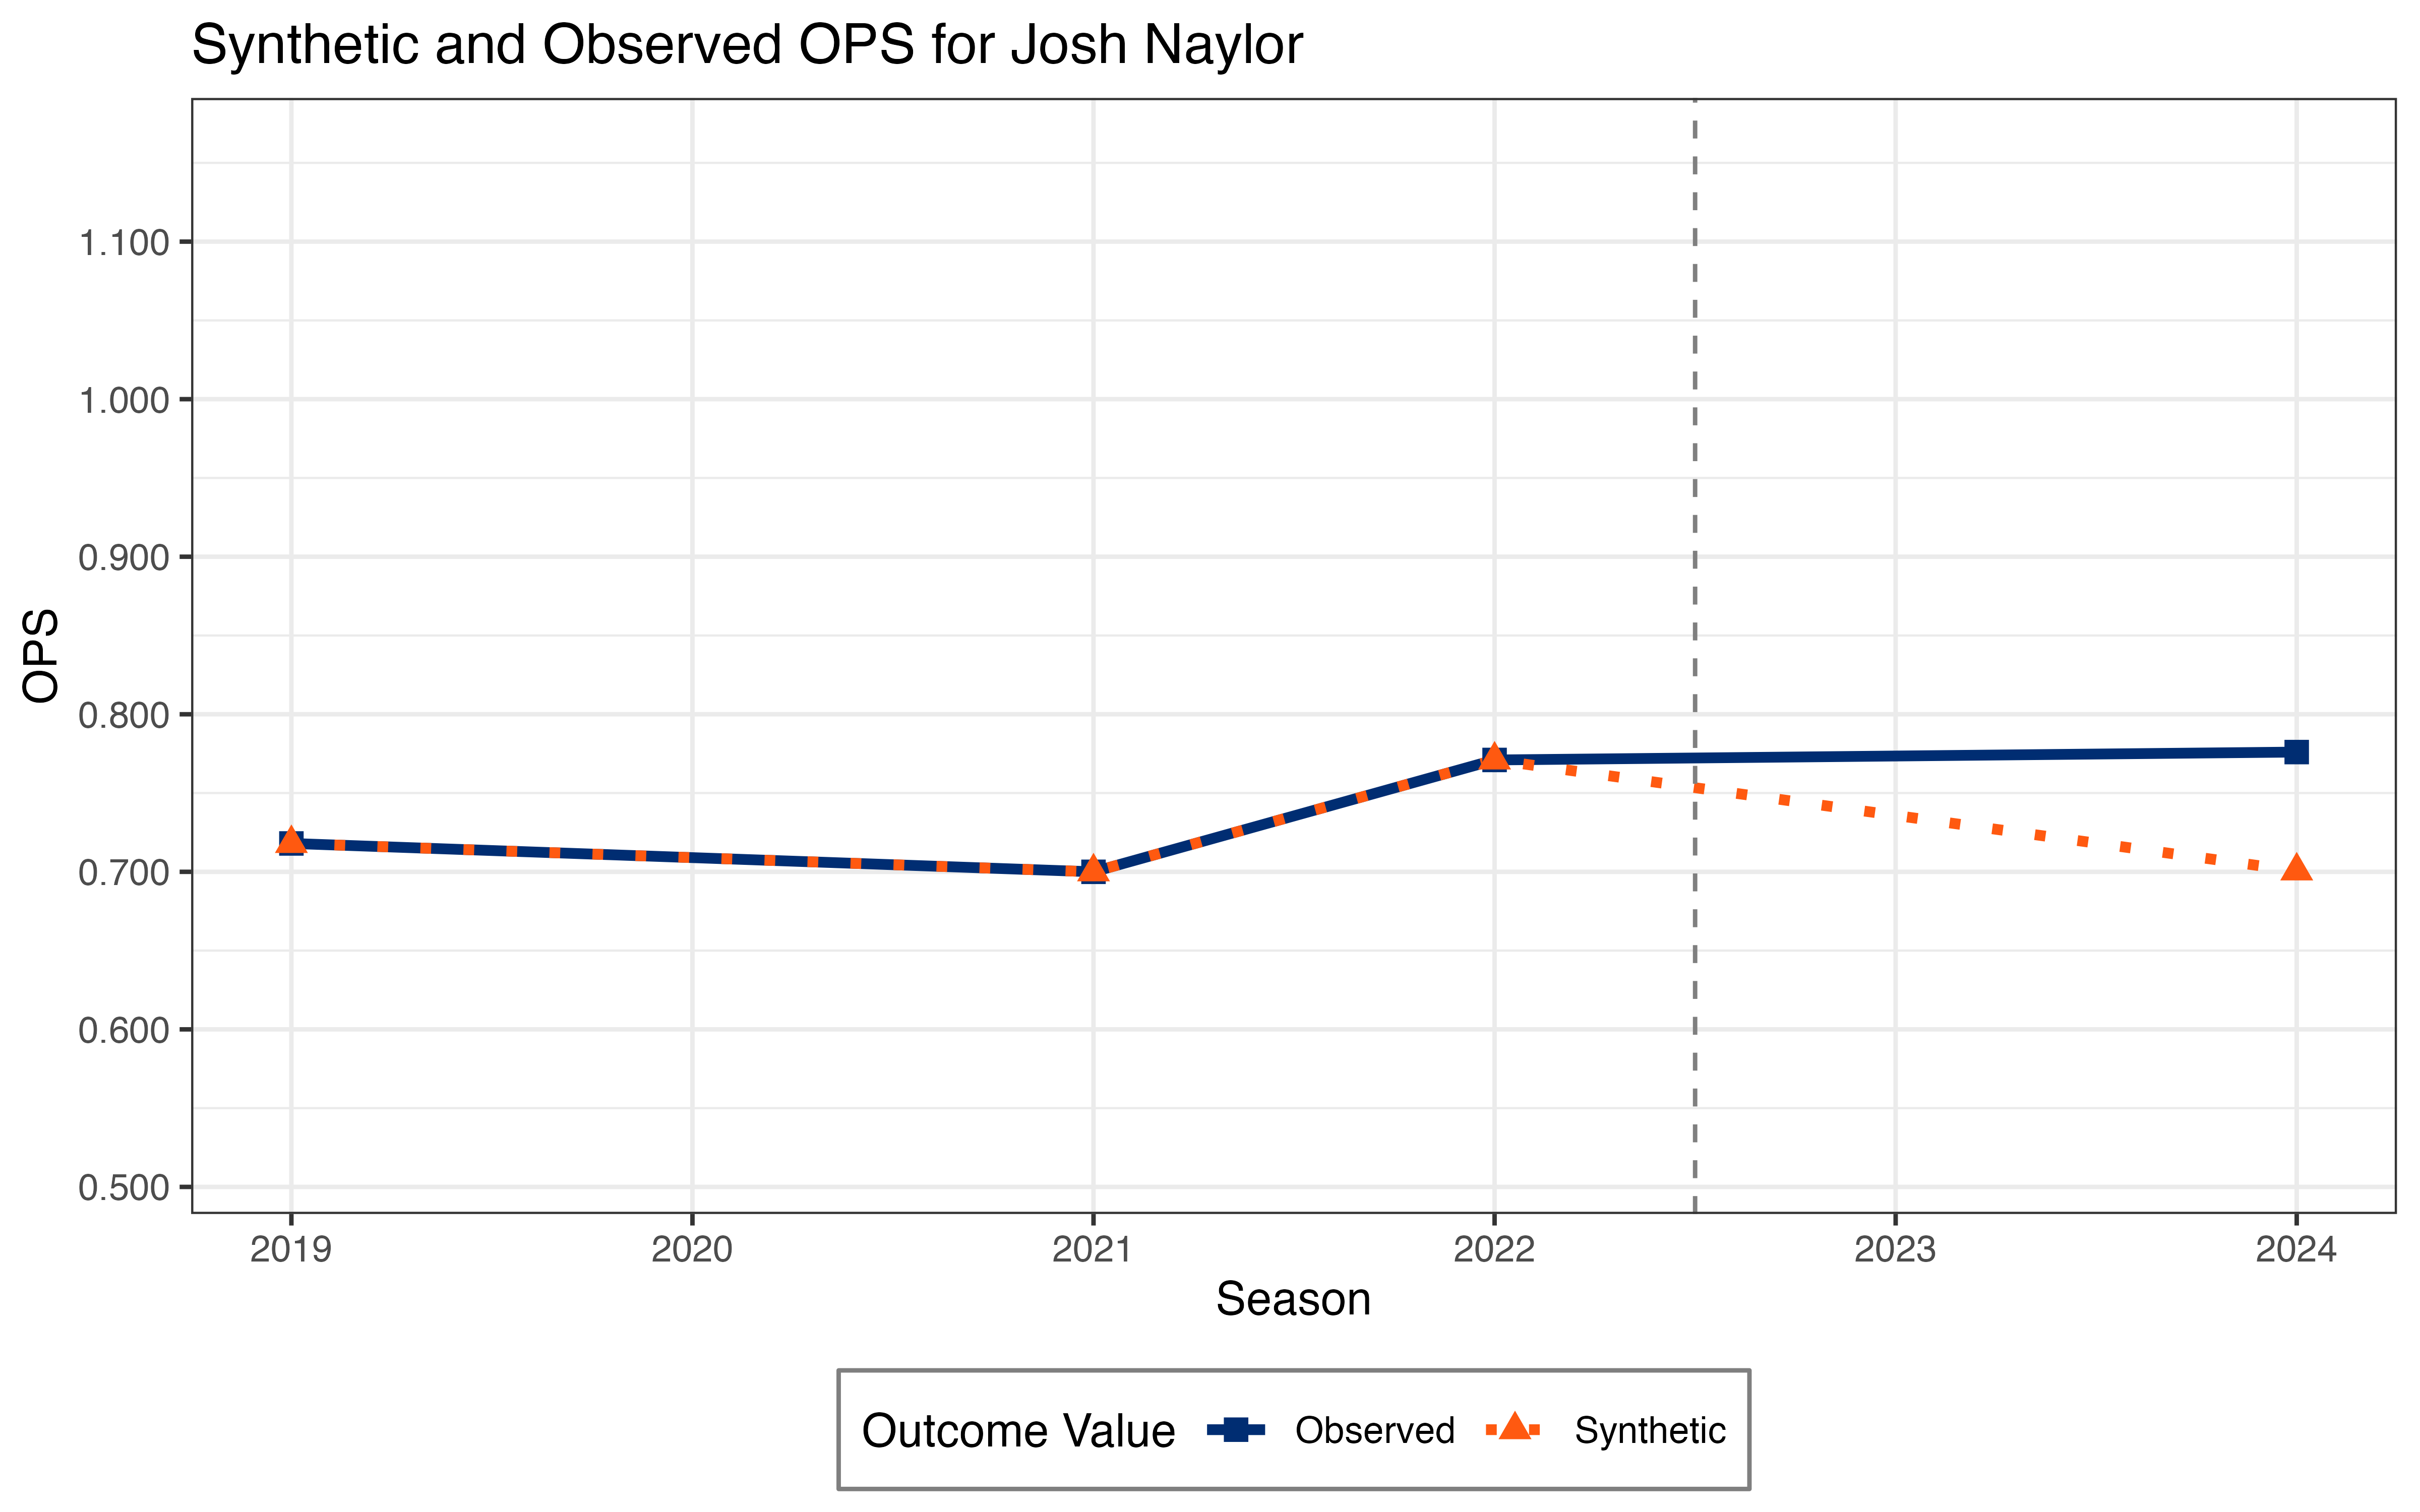 Synthetic and Observed OPS for Josh Naylor
1.100
1.000
0.900
0.800
0.700
0.600
0.500
OPS
2019 2020 2021 2022 2023 2024
Season
Outcome Value Observed Synthetic